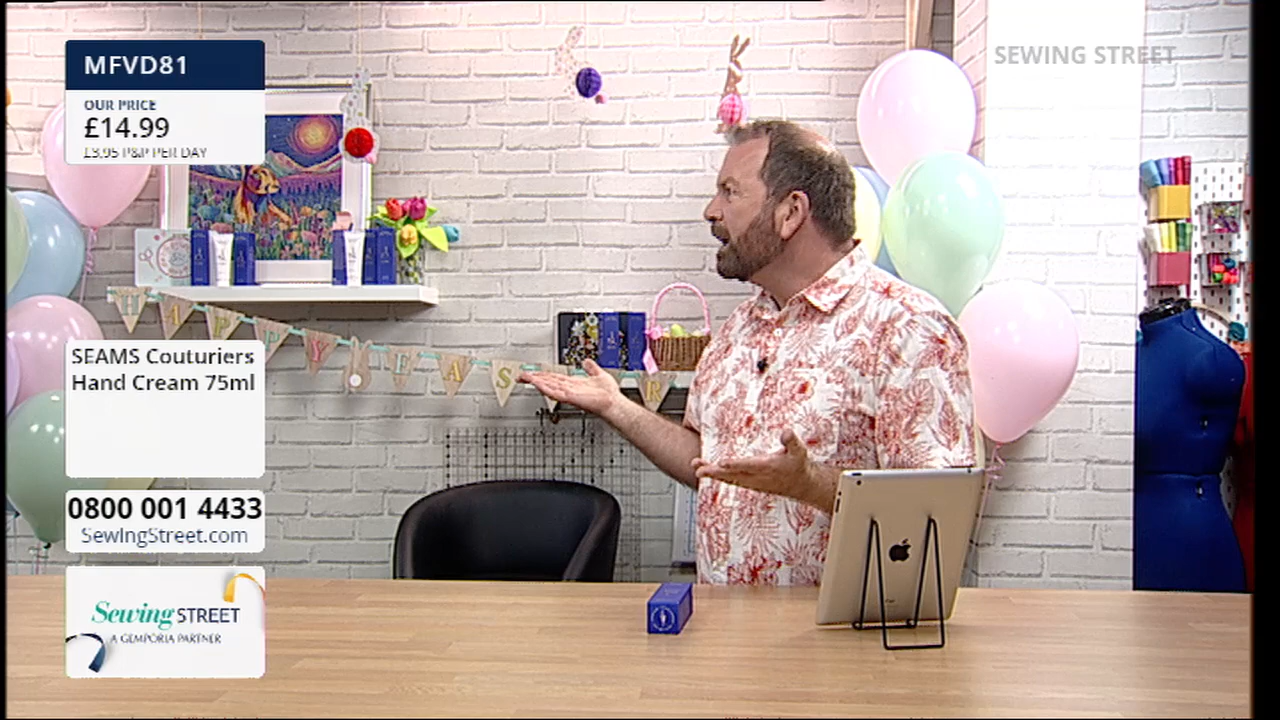 MFVD81
OUR PRICE
£14.99
£3.95 P&P PER DAY
SEAMS Couturiers
Hand Cream 75ml
0800 001 4433
SewingStreet.com
Sewing STREET
A GEMPORIA PARTNER
SEWING STREET
HAPPY EAS R